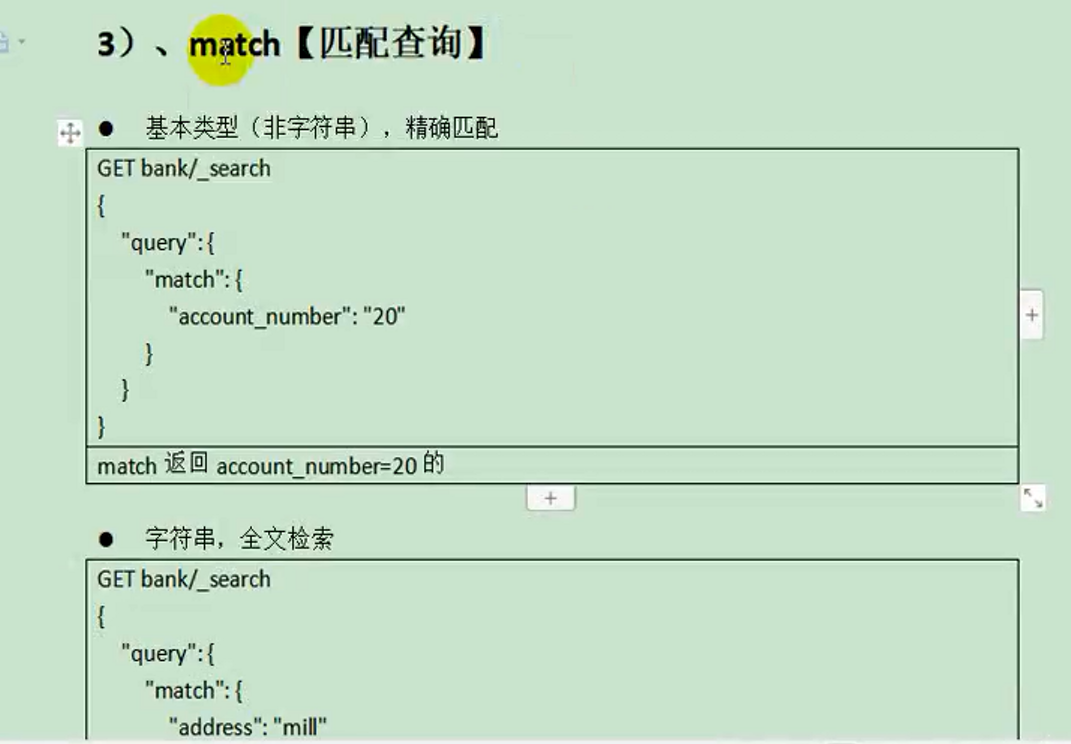 3）、match【匹配查询】
● 基本类型（非字符串），精确匹配
GET bank/_search
{
"query":{
"match":{
"account_number": "20"
}
}
}
match 返回 account_number=20 的
● 字符串，全文检索
GET bank/_search
{
"query":{
"match":{
"address": "mill"